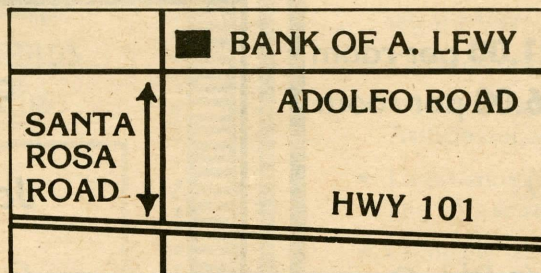 BANK OF A. LEVY
ADOLFO ROAD
SANTA
ROSA
ROAD
HWY 101